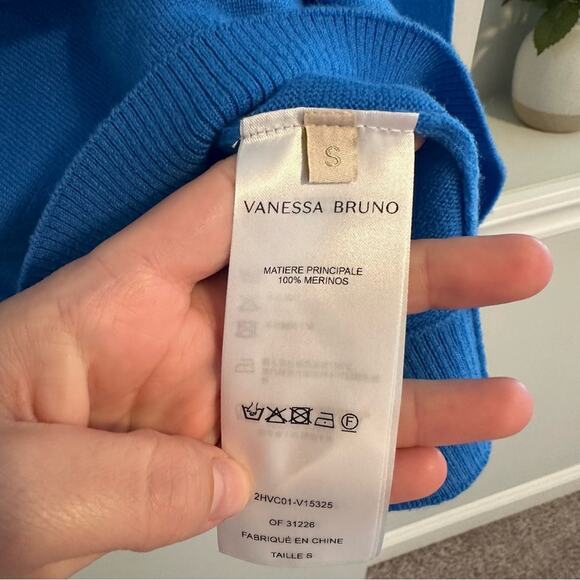 S
VANESSA BRUNO
MATIERE PRINCIPALE
100% MERINOS
2HVC01-V15325
OF 31226
FABRIQUÉ EN CHINE
TAILLE S